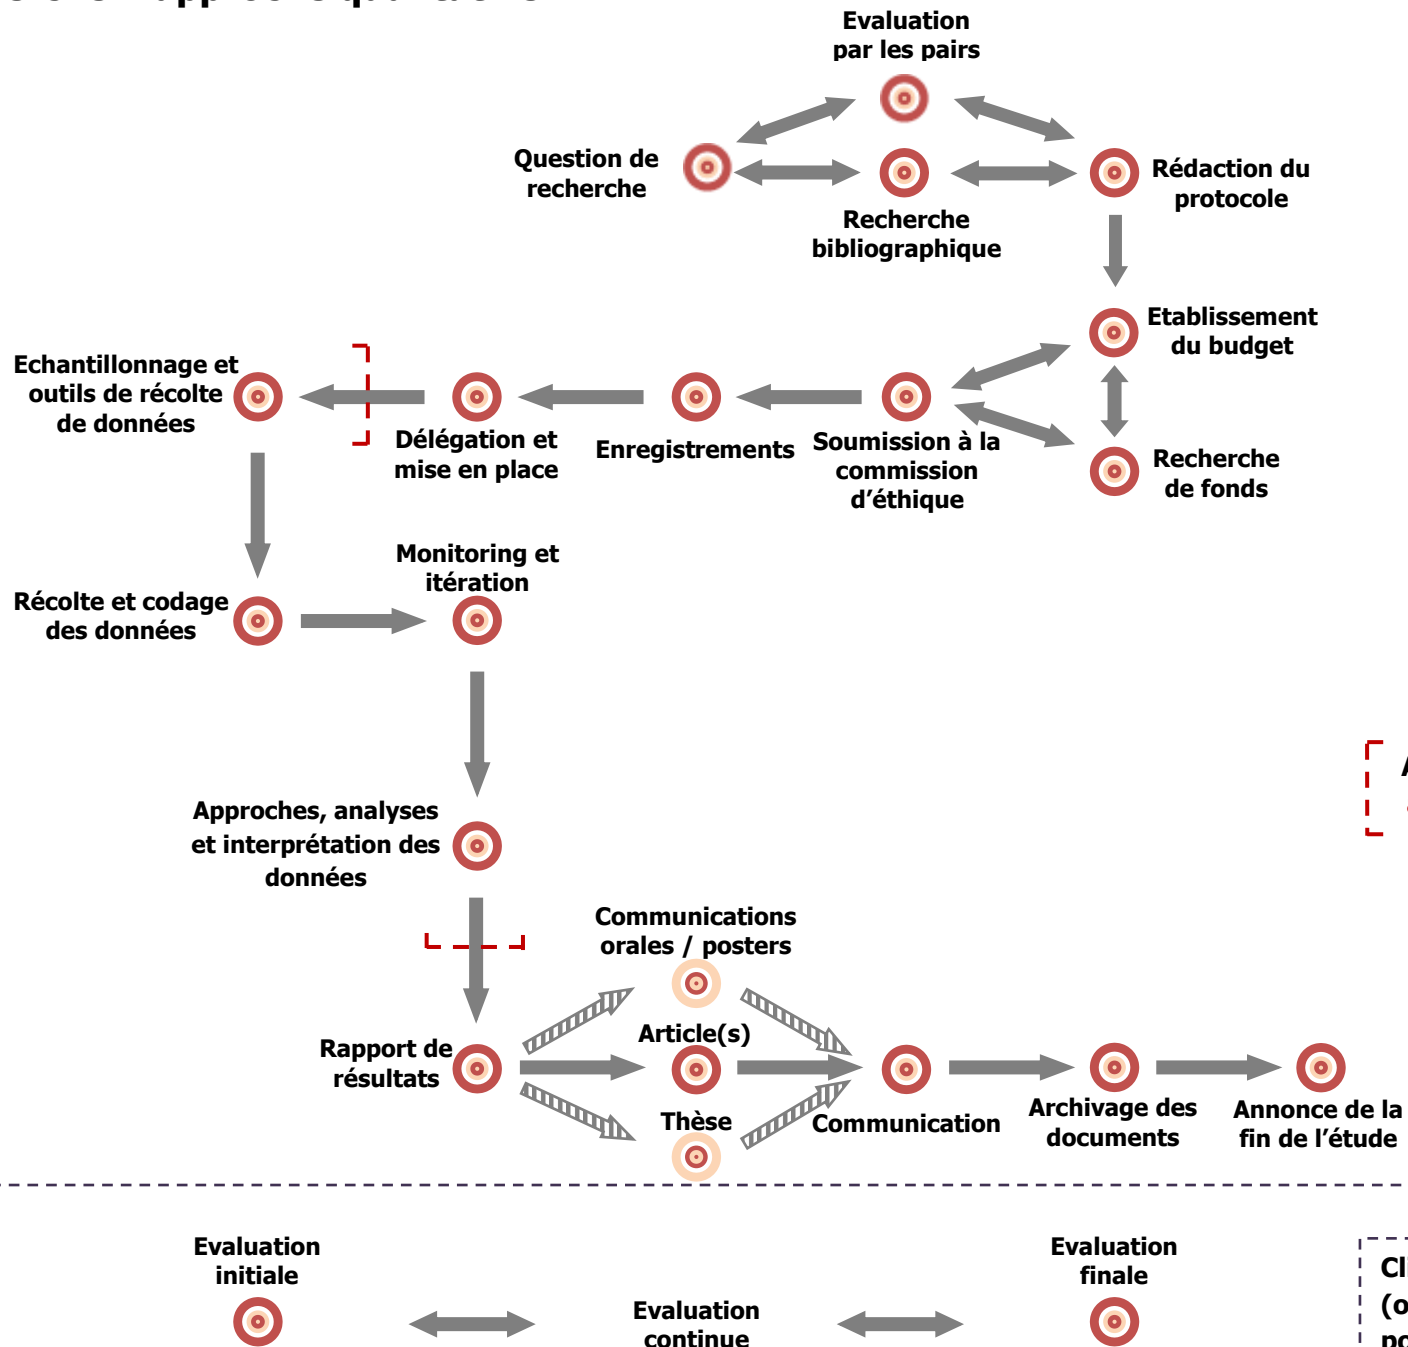 Evaluation
par les pairs
Question de
recherche
Recherche
bibliographique
Rédaction du
protocole
Etablissement
du budget
Recherche
de fonds
Soumission à la
commission
d'éthique
Enregistrements
Délégation et
mise en place
Echantillonnage et
outils de récolte
de données
Récolte et codage
des données
Monitoring et
itération
Approches, analyses
et interprétation des
données
Rapport de
résultats
Communications
orales / posters
Article(s)
Thèse
Communication
Archivage des
documents
Annonce de la
fin de l'étude
Evaluation
initiale
Evaluation
continue
Evaluation
finale